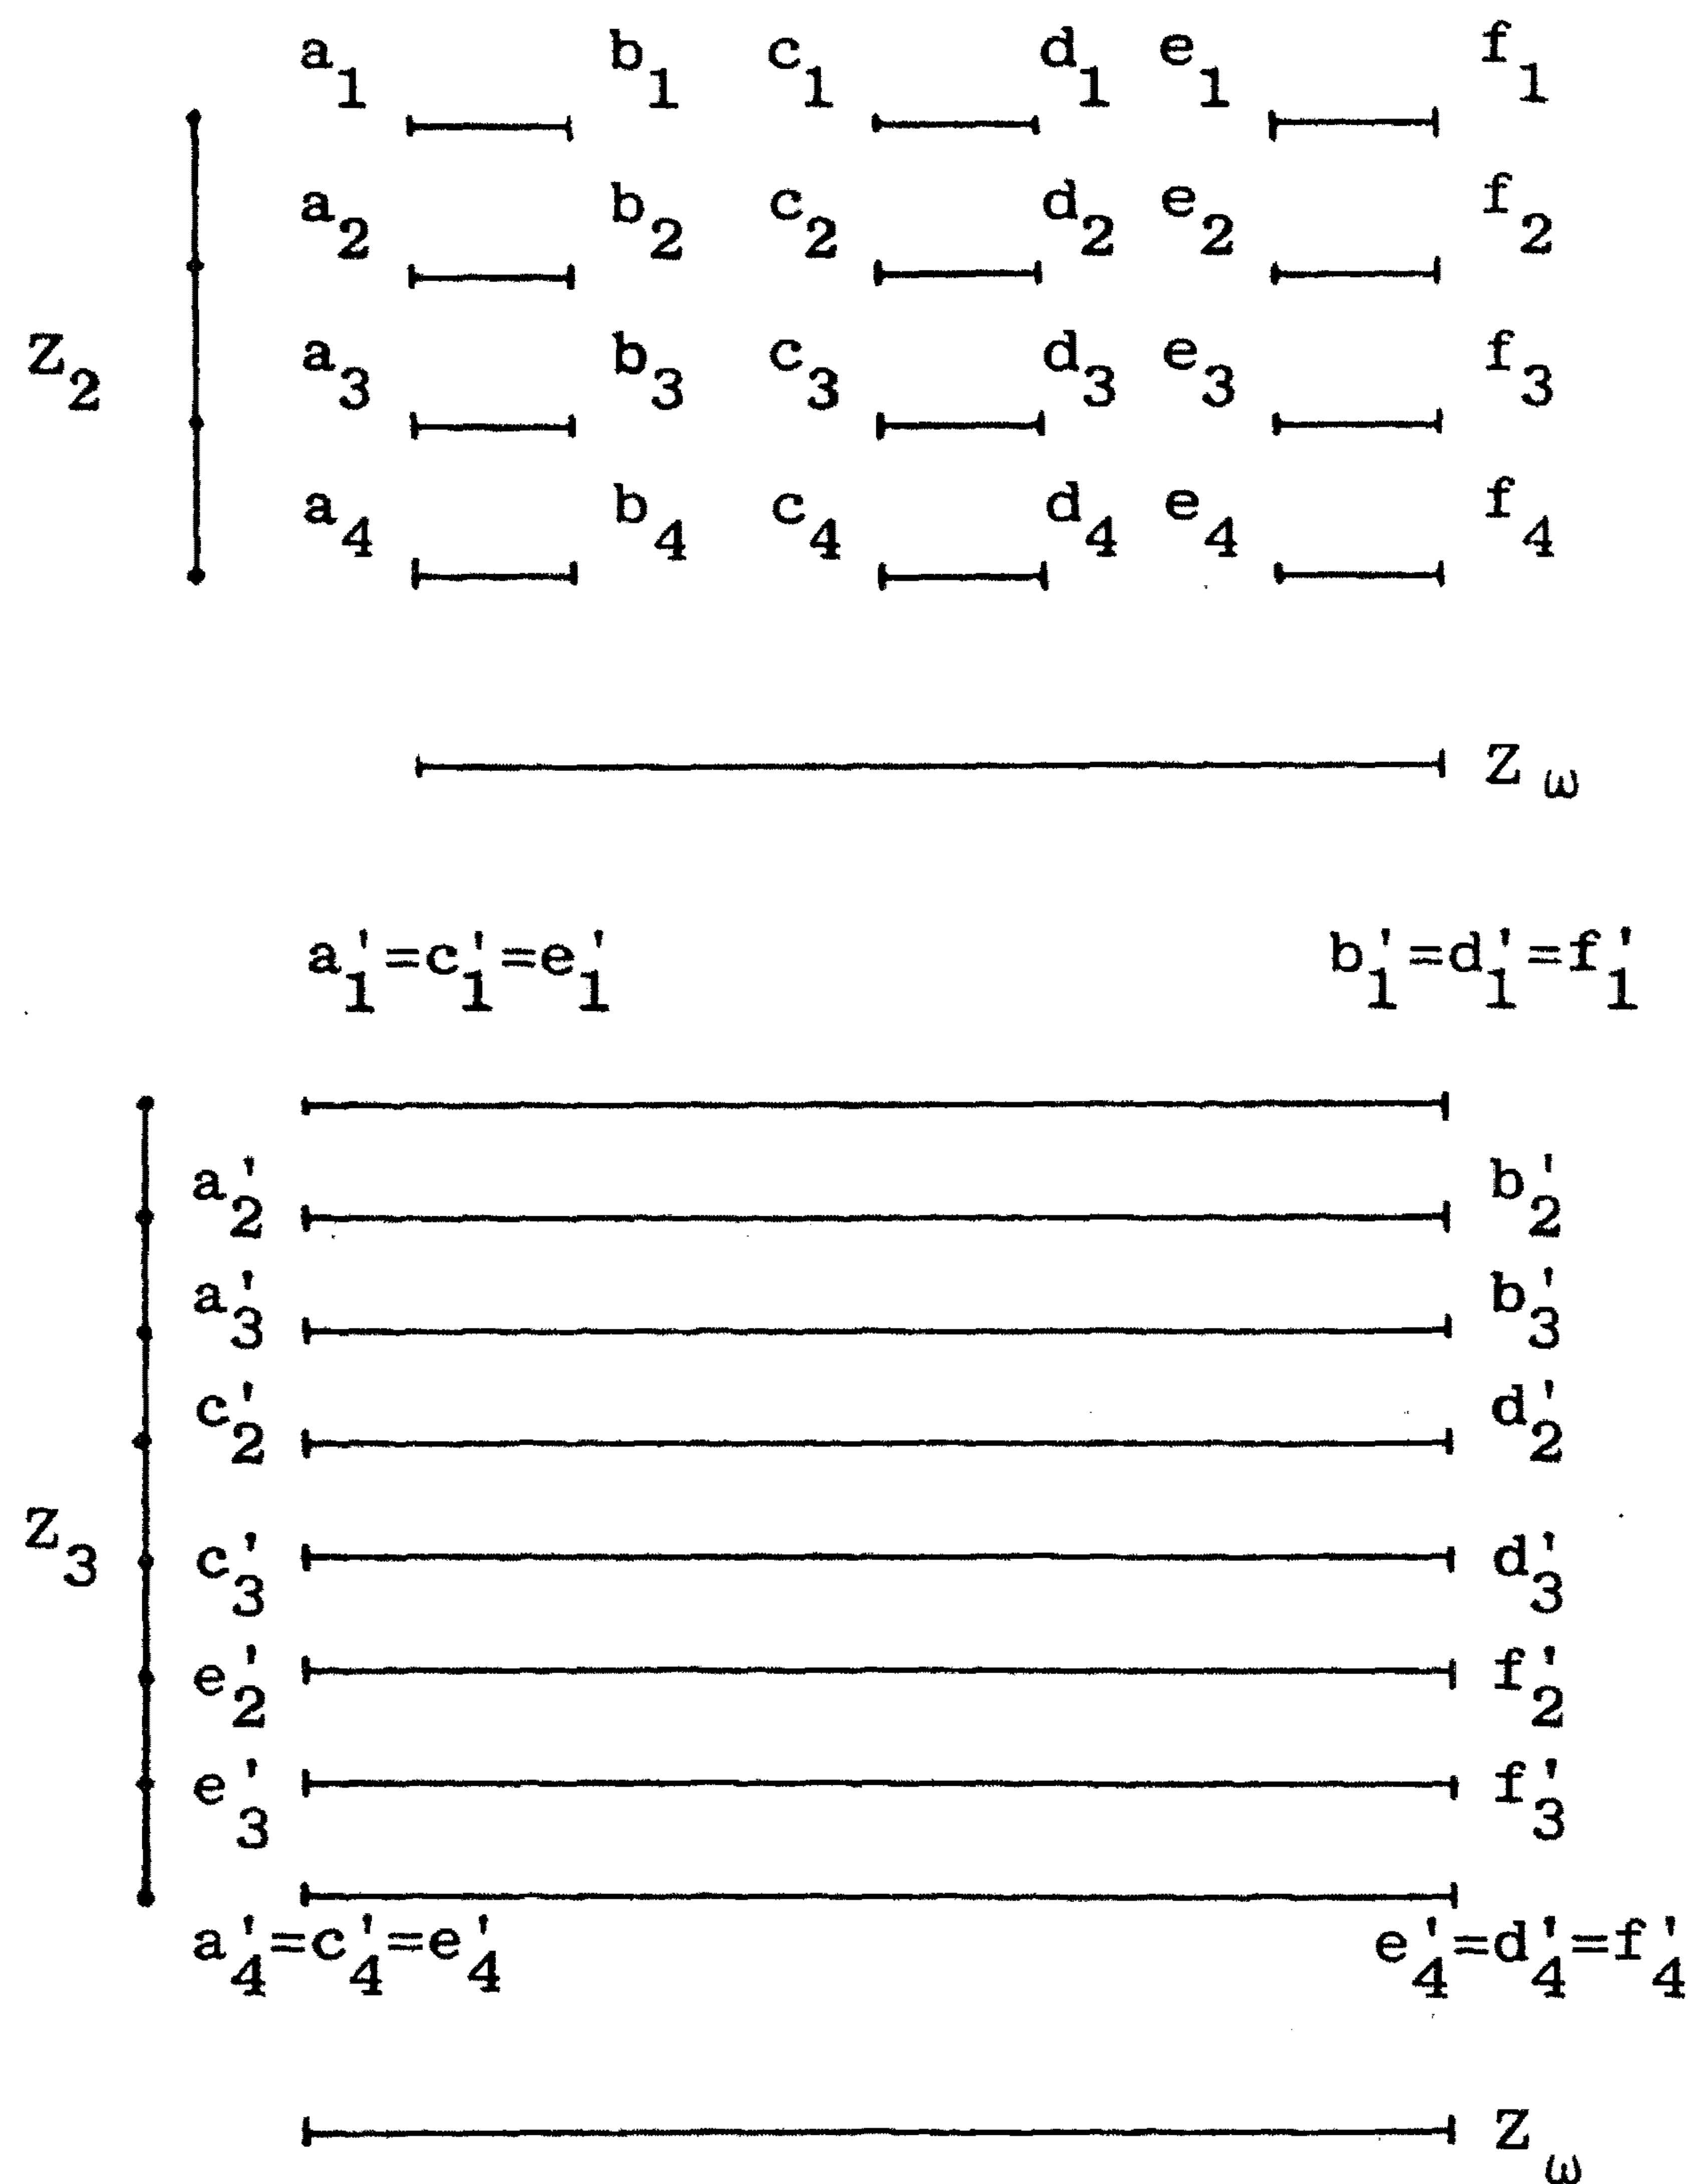 a₁ b₁ c₁ d₁ e₁ f₁
a₂ b₂ c₂ d₂ e₂ f₂
Z₂
a₃ b₃ c₃ d₃ e₃ f₃
a₄ b₄ c₄ d₄ e₄ f₄
Z ω
a'₁=c'₁=e'₁ b'₁=d'₁=f'₁
a'₂ b'₂
a'₃ b'₃
c'₂ d'₂
Z₃
c'₃ d'₃
e'₂ f'₂
e'₃ f'₃
a'₄=c'₄=e'₄ e'₄=d'₄=f'₄
Z ω